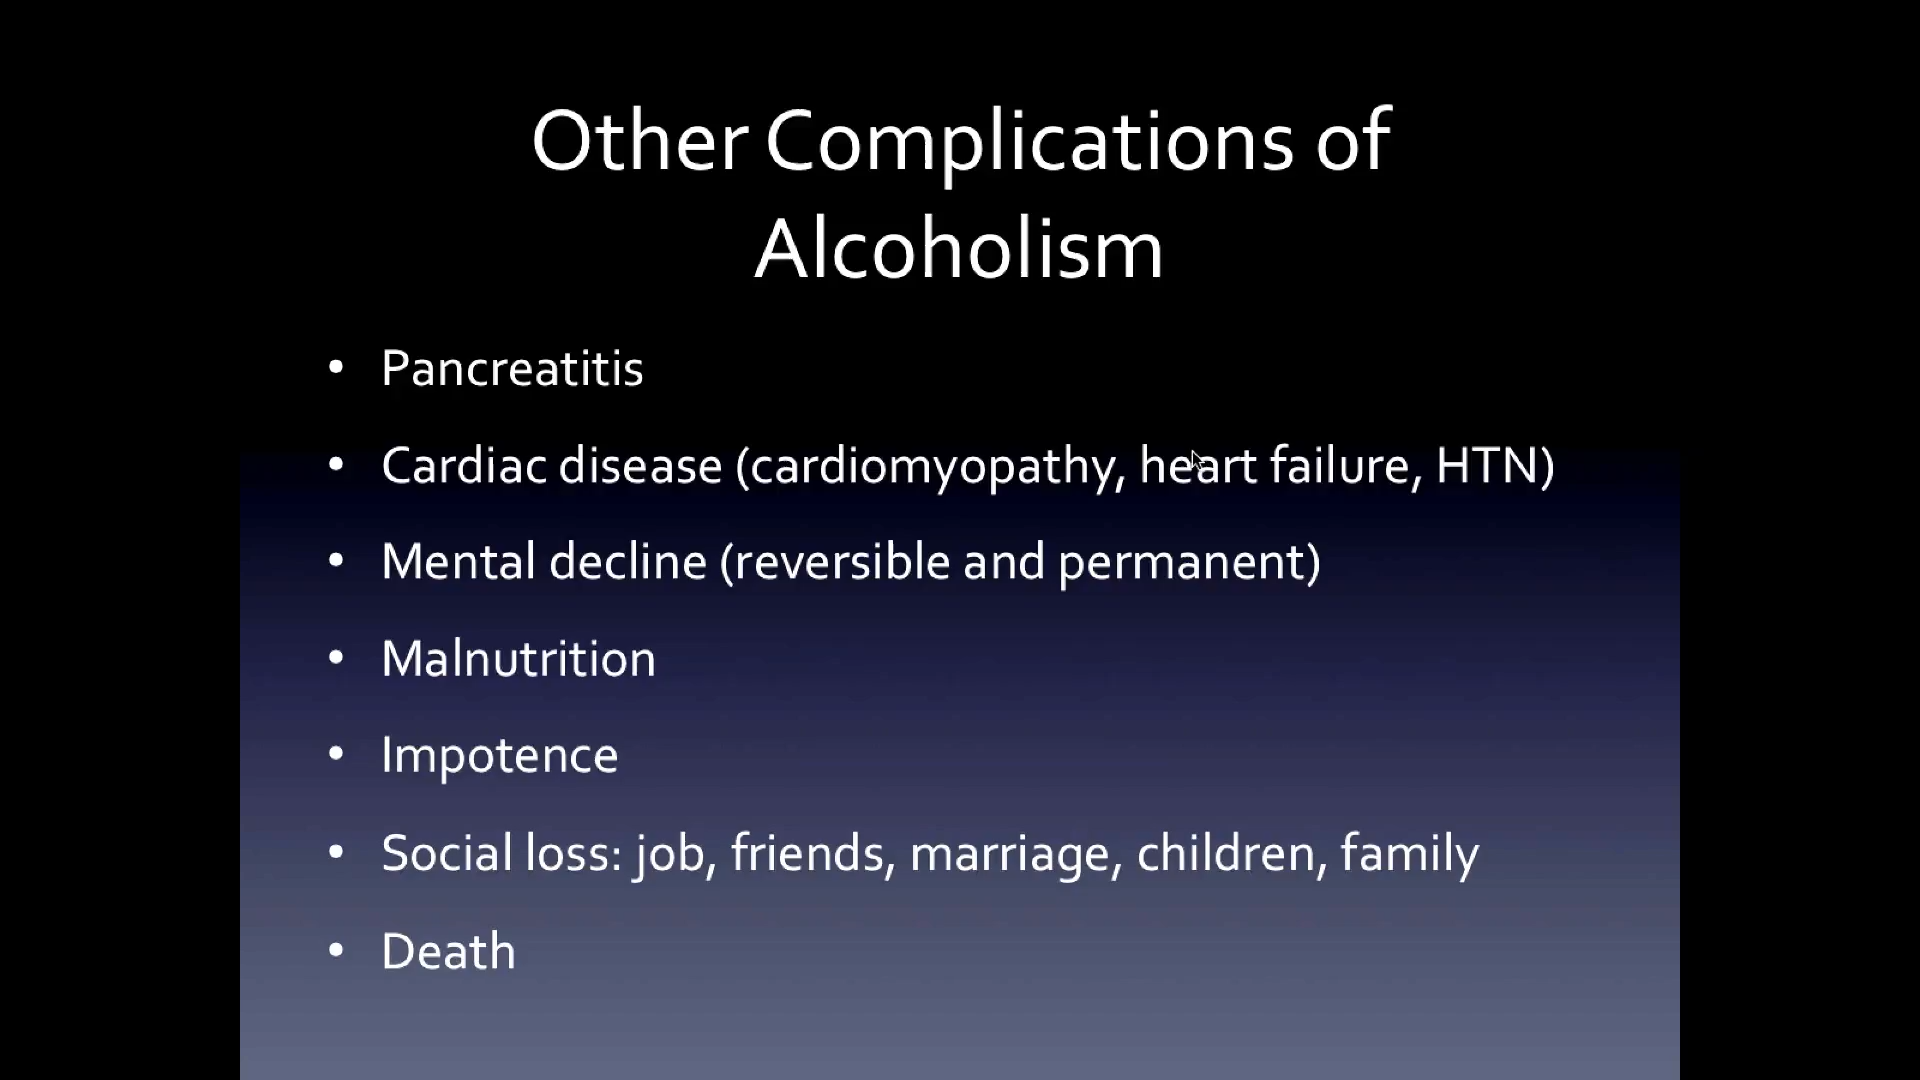 Other Complications of
Alcoholism
• Pancreatitis
• Cardiac disease (cardiomyopathy, heart failure, HTN)
• Mental decline (reversible and permanent)
• Malnutrition
• Impotence
• Social loss: job, friends, marriage, children, family
• Death